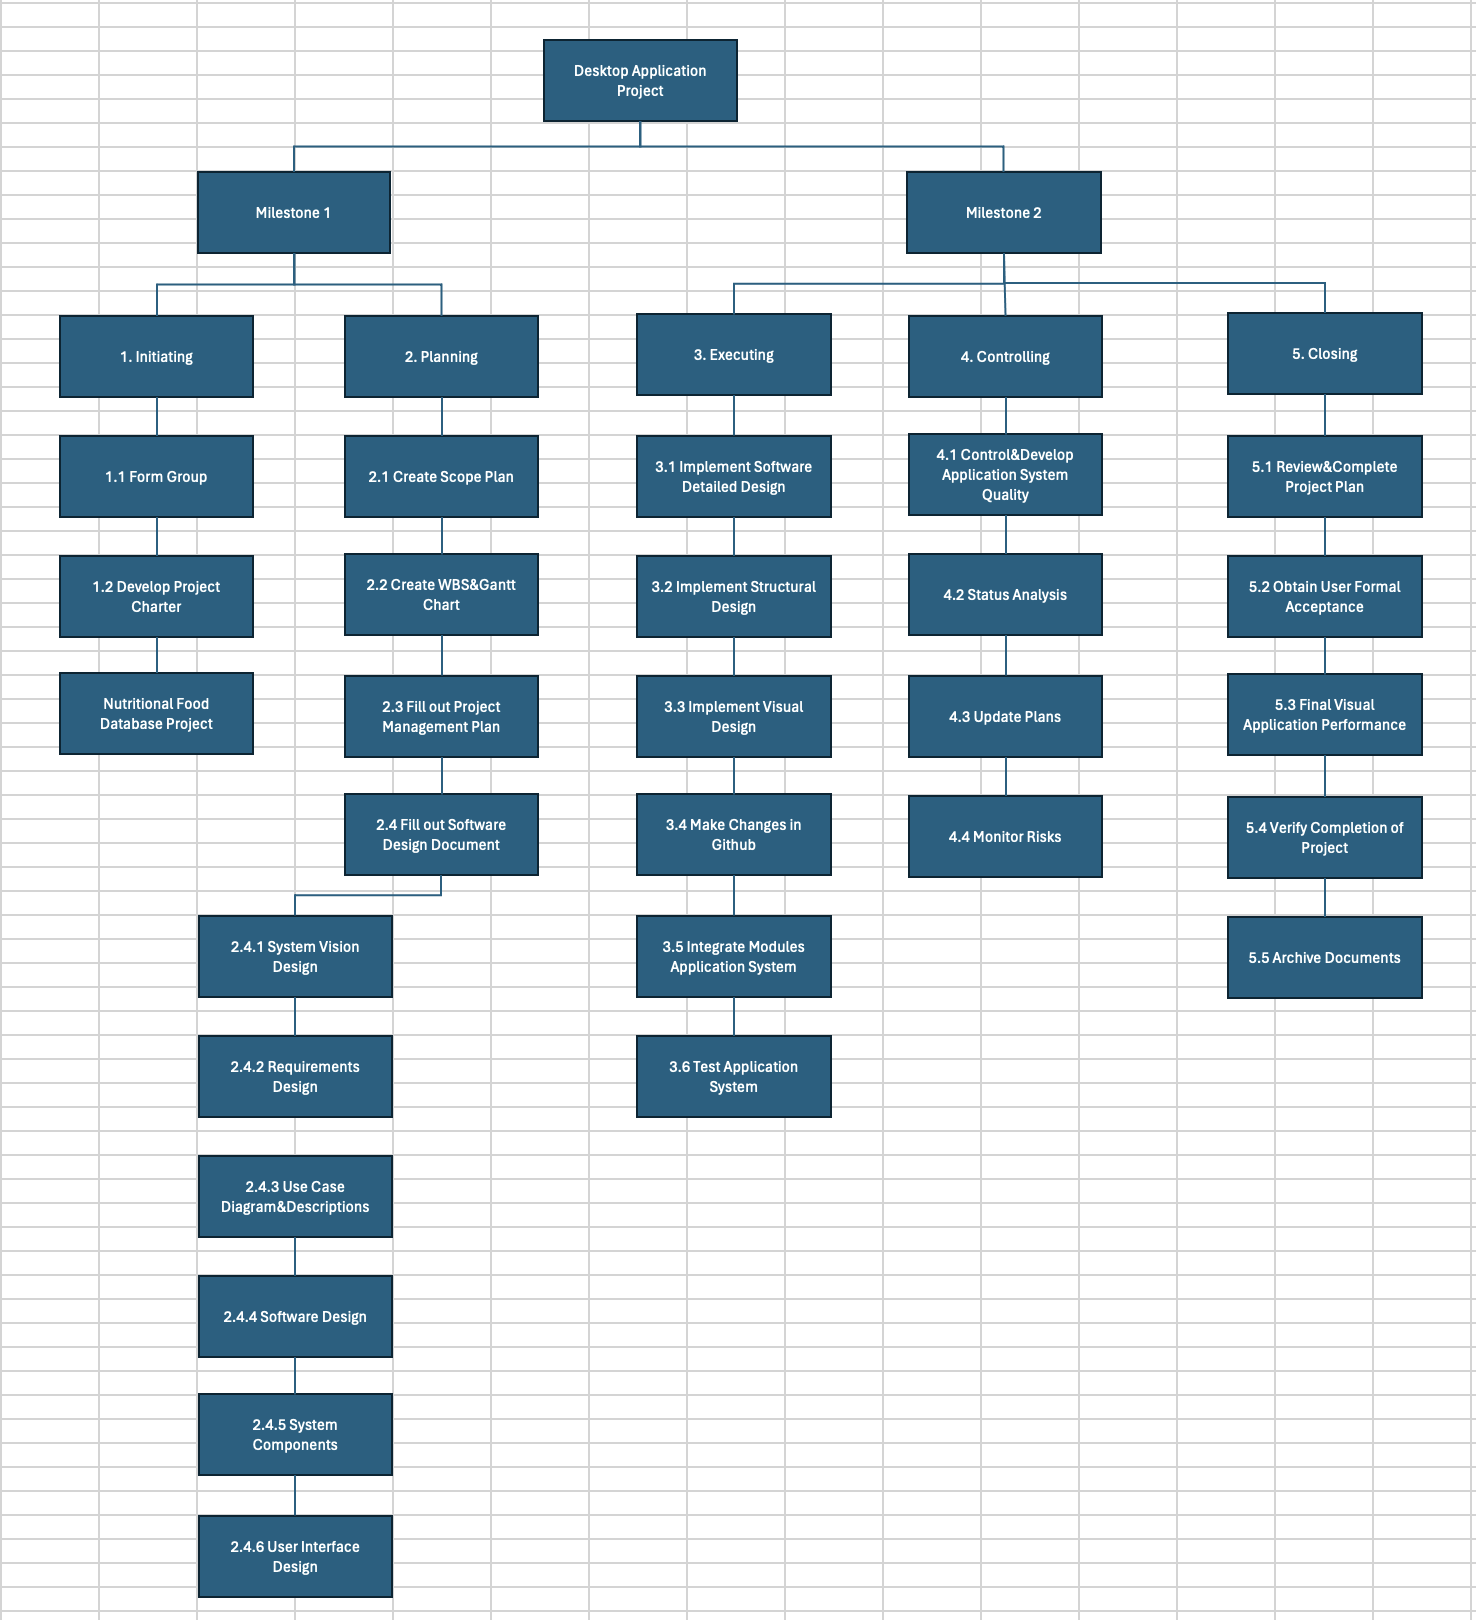 Desktop Application
Project
Milestone 1
Milestone 2
1. Initiating
2. Planning
3. Executing
4. Controlling
5. Closing
1.1 Form Group
2.1 Create Scope Plan
3.1 Implement Software
Detailed Design
4.1 Control&Develop
Application System
Quality
5.1 Review&Complete
Project Plan
1.2 Develop Project
Charter
2.2 Create WBS&Gantt
Chart
3.2 Implement Structural
Design
4.2 Status Analysis
5.2 Obtain User Formal
Acceptance
Nutritional Food
Database Project
2.3 Fill out Project
Management Plan
3.3 Implement Visual
Design
4.3 Update Plans
5.3 Final Visual
Application Performance
2.4 Fill out Software
Design Document
3.4 Make Changes in
Github
4.4 Monitor Risks
5.4 Verify Completion of
Project
2.4.1 System Vision
Design
3.5 Integrate Modules
Application System
5.5 Archive Documents
2.4.2 Requirements
Design
3.6 Test Application
System
2.4.3 Use Case
Diagram&Descriptions
2.4.4 Software Design
2.4.5 System
Components
2.4.6 User Interface
Design